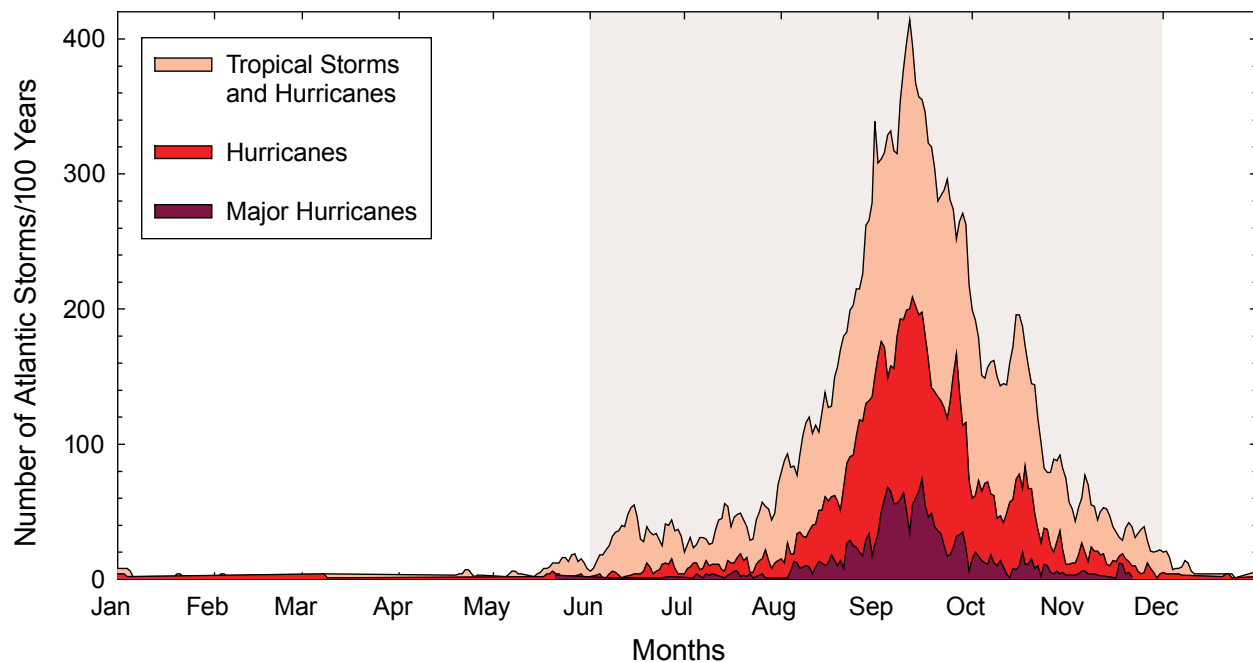 Number of Atlantic Storms/100 Years
400
300
200
100
0
Tropical Storms
and Hurricanes
Hurricanes
Major Hurricanes
Jan Feb Mar Apr May Jun Jul Aug Sep Oct Nov Dec
Months